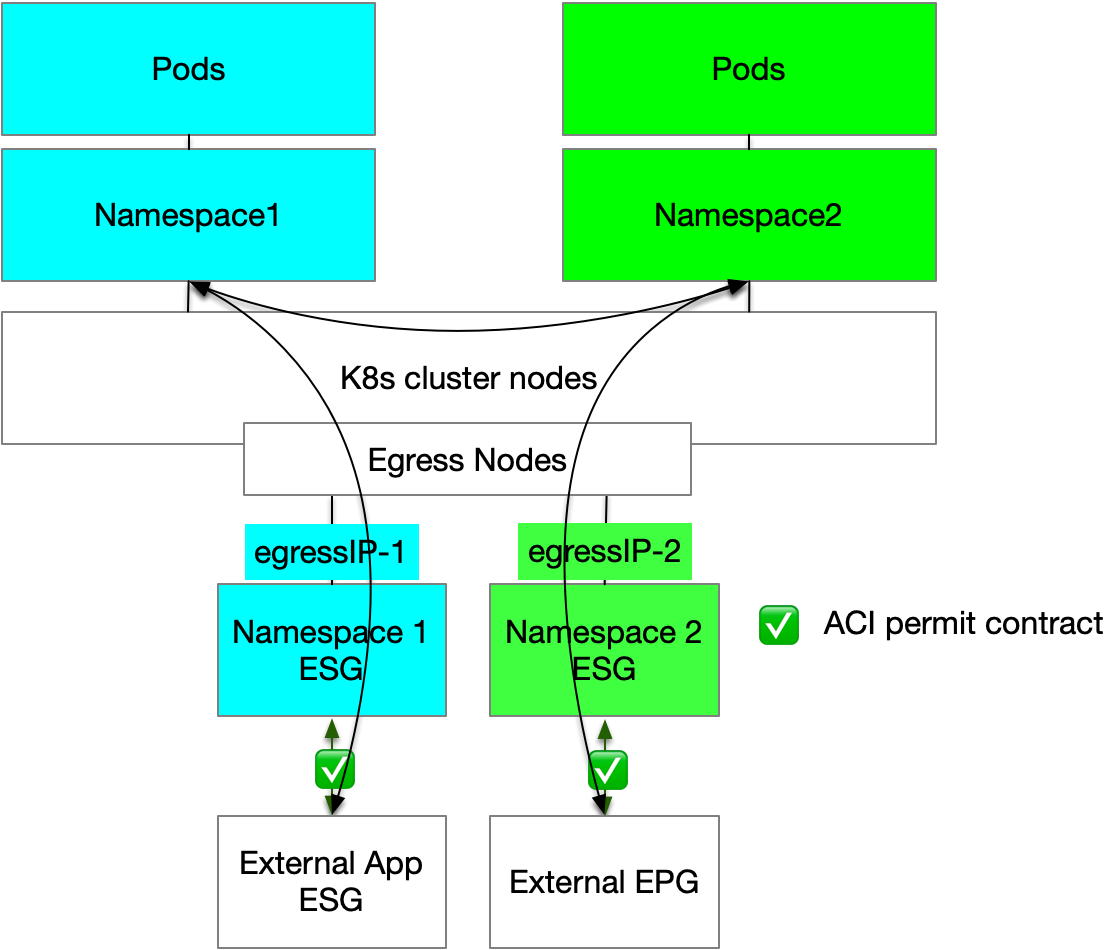 Pods
Pods
Namespace1
Namespace2
K8s cluster nodes
Egress Nodes
egressIP-1
egressIP-2
Namespace 1
ESG
Namespace 2
ESG
ACI permit contract
External App
ESG
External EPG